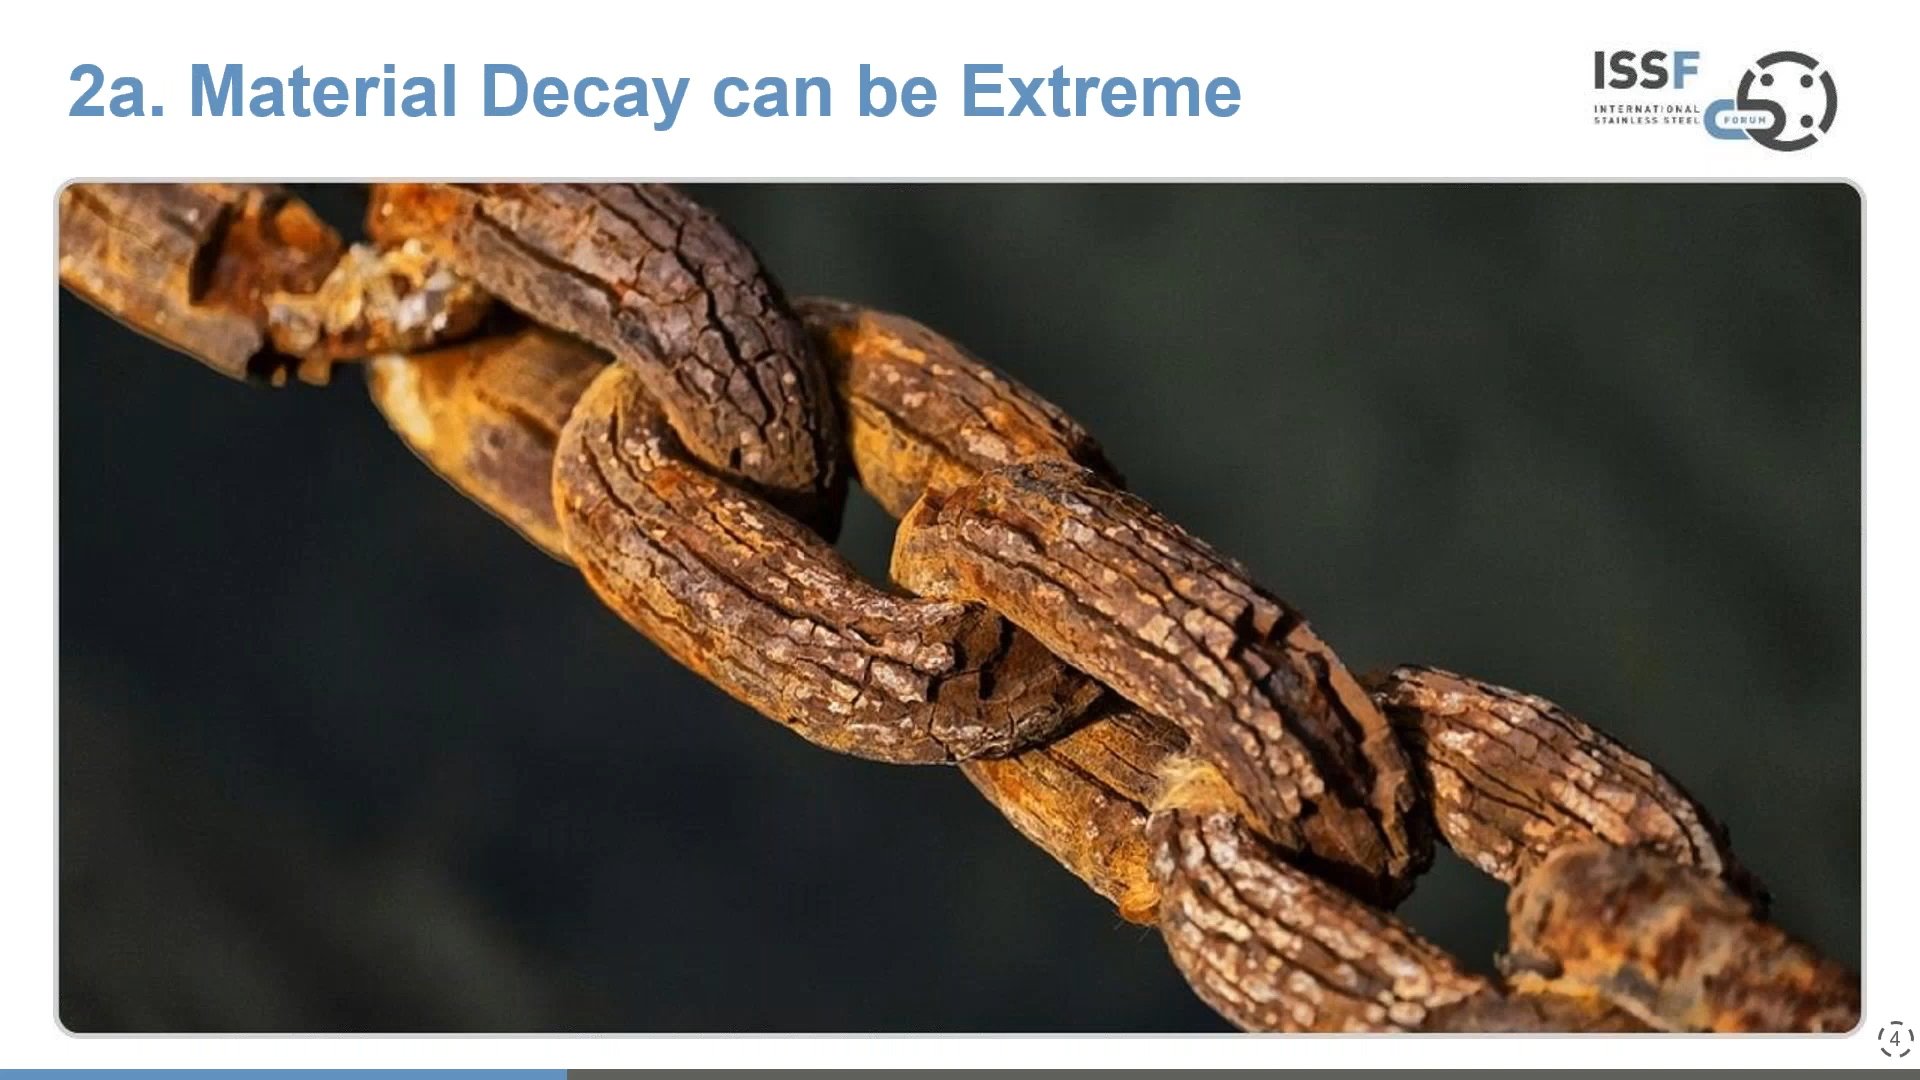 2a. Material Decay can be Extreme
ISSF
INTERNATIONAL
STAINLESS STEEL
FORUM
4